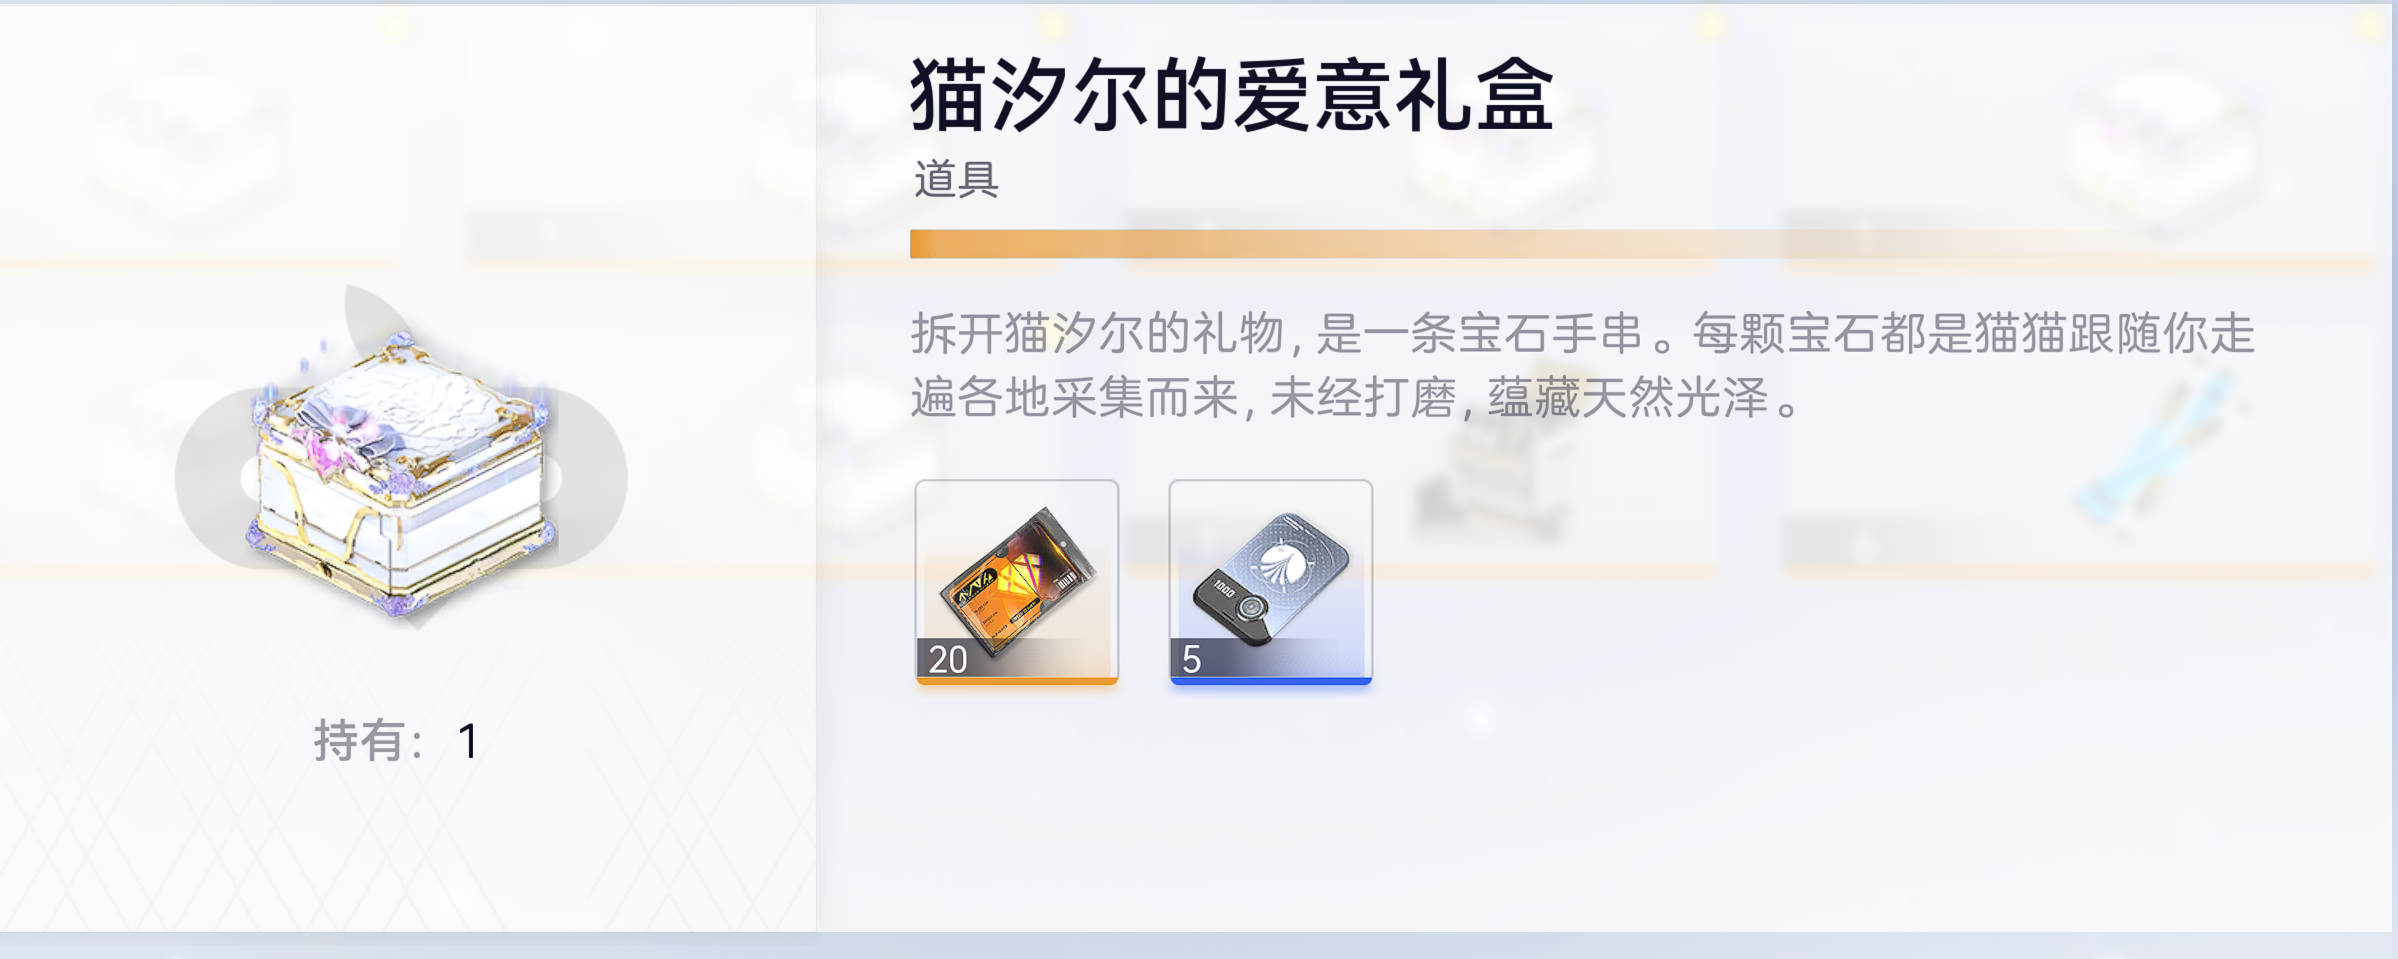 猫汐尔的爱意礼盒
道具
拆开猫汐尔的礼物，是一条宝石手串。每颗宝石都是猫猫跟随你走
遍各地采集而来，未经打磨，蕴藏天然光泽。
1000
20
5
持有：1